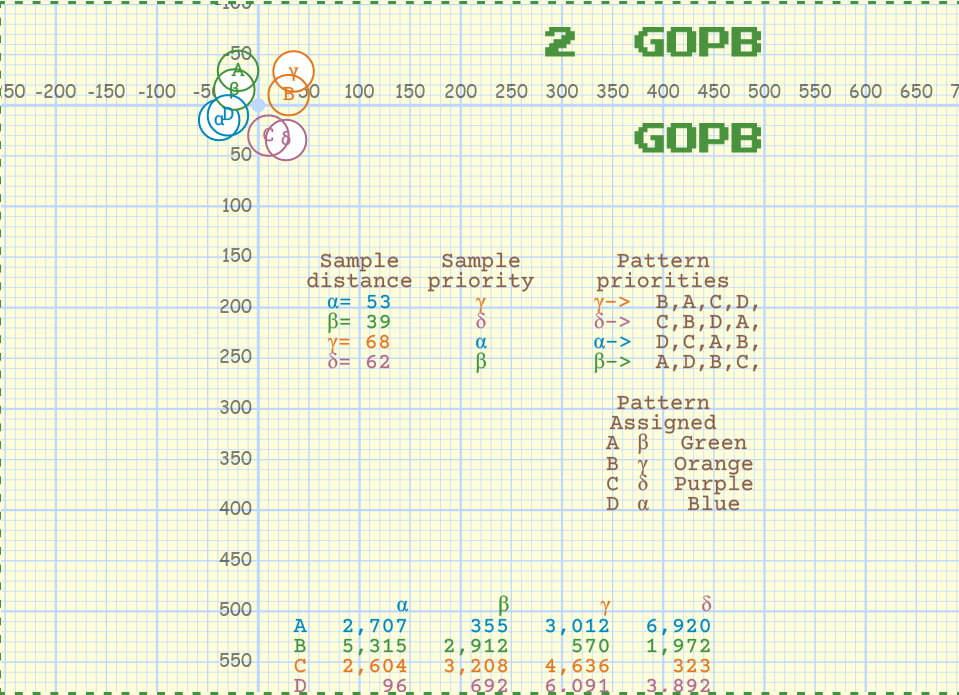 -100
2 GOPB
-50
A γ
β B
50 -200 -150 -100 -5 50 100 150 200 250 300 350 400 450 500 550 600 650 7
α D
GOPB
C δ
50
100
150
Sample Sample Pattern
distance priority priorities
α= 53 γ γ-> B,A,C,D,
200
β= 39 δ δ-> C,B,D,A,
γ= 68 α α-> D,C,A,B,
250
δ= 62 β β-> A,D,B,C,
300
Pattern
Assigned
A β Green
350
B γ Orange
C δ Purple
400
D α Blue
450
500
α β γ δ
A 2,707 355 3,012 6,920
B 5,315 2,912 570 1,972
550
C 2,604 3,208 4,636 323
D 96 692 6,091 3,892